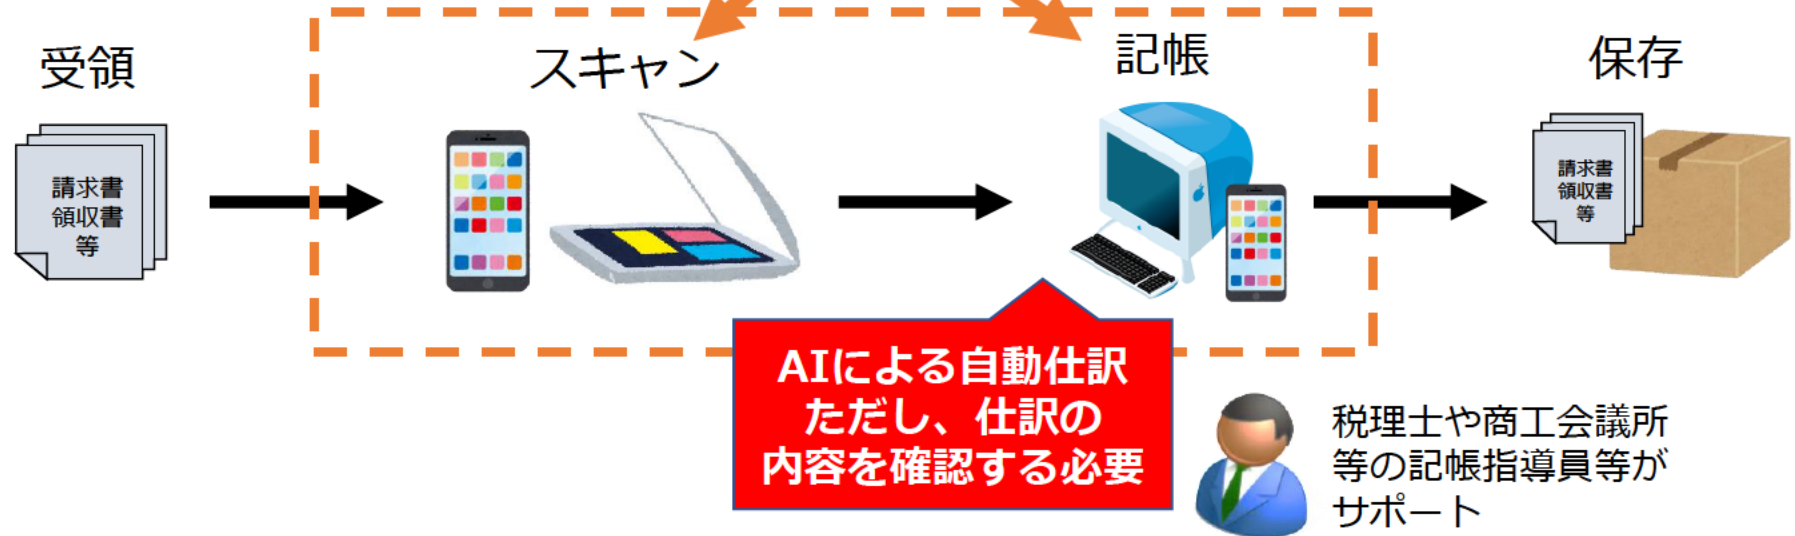 受領
スキャン
記帳
保存
請求書
領収書
等
請求書
領収書
等
AIによる自動仕訳
ただし、仕訳の
内容を確認する必要
税理士や商工会議所
等の記帳指導員等が
サポート